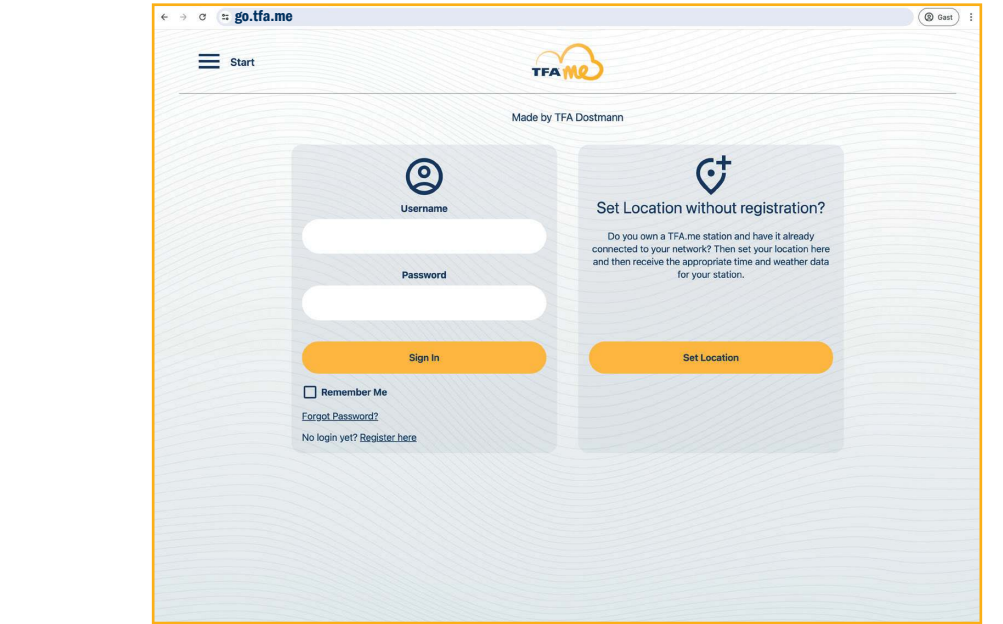 go.tfa.me
Gast
Start
TFA me
Made by TFA Dostmann
Username
Password
Sign In
Remember Me
Forgot Password?
No login yet? Register here
Set Location without registration?
Do you own a TFA.me station and have it already
connected to your network? Then set your location here
and then receive the appropriate time and weather data
for your station.
Set Location